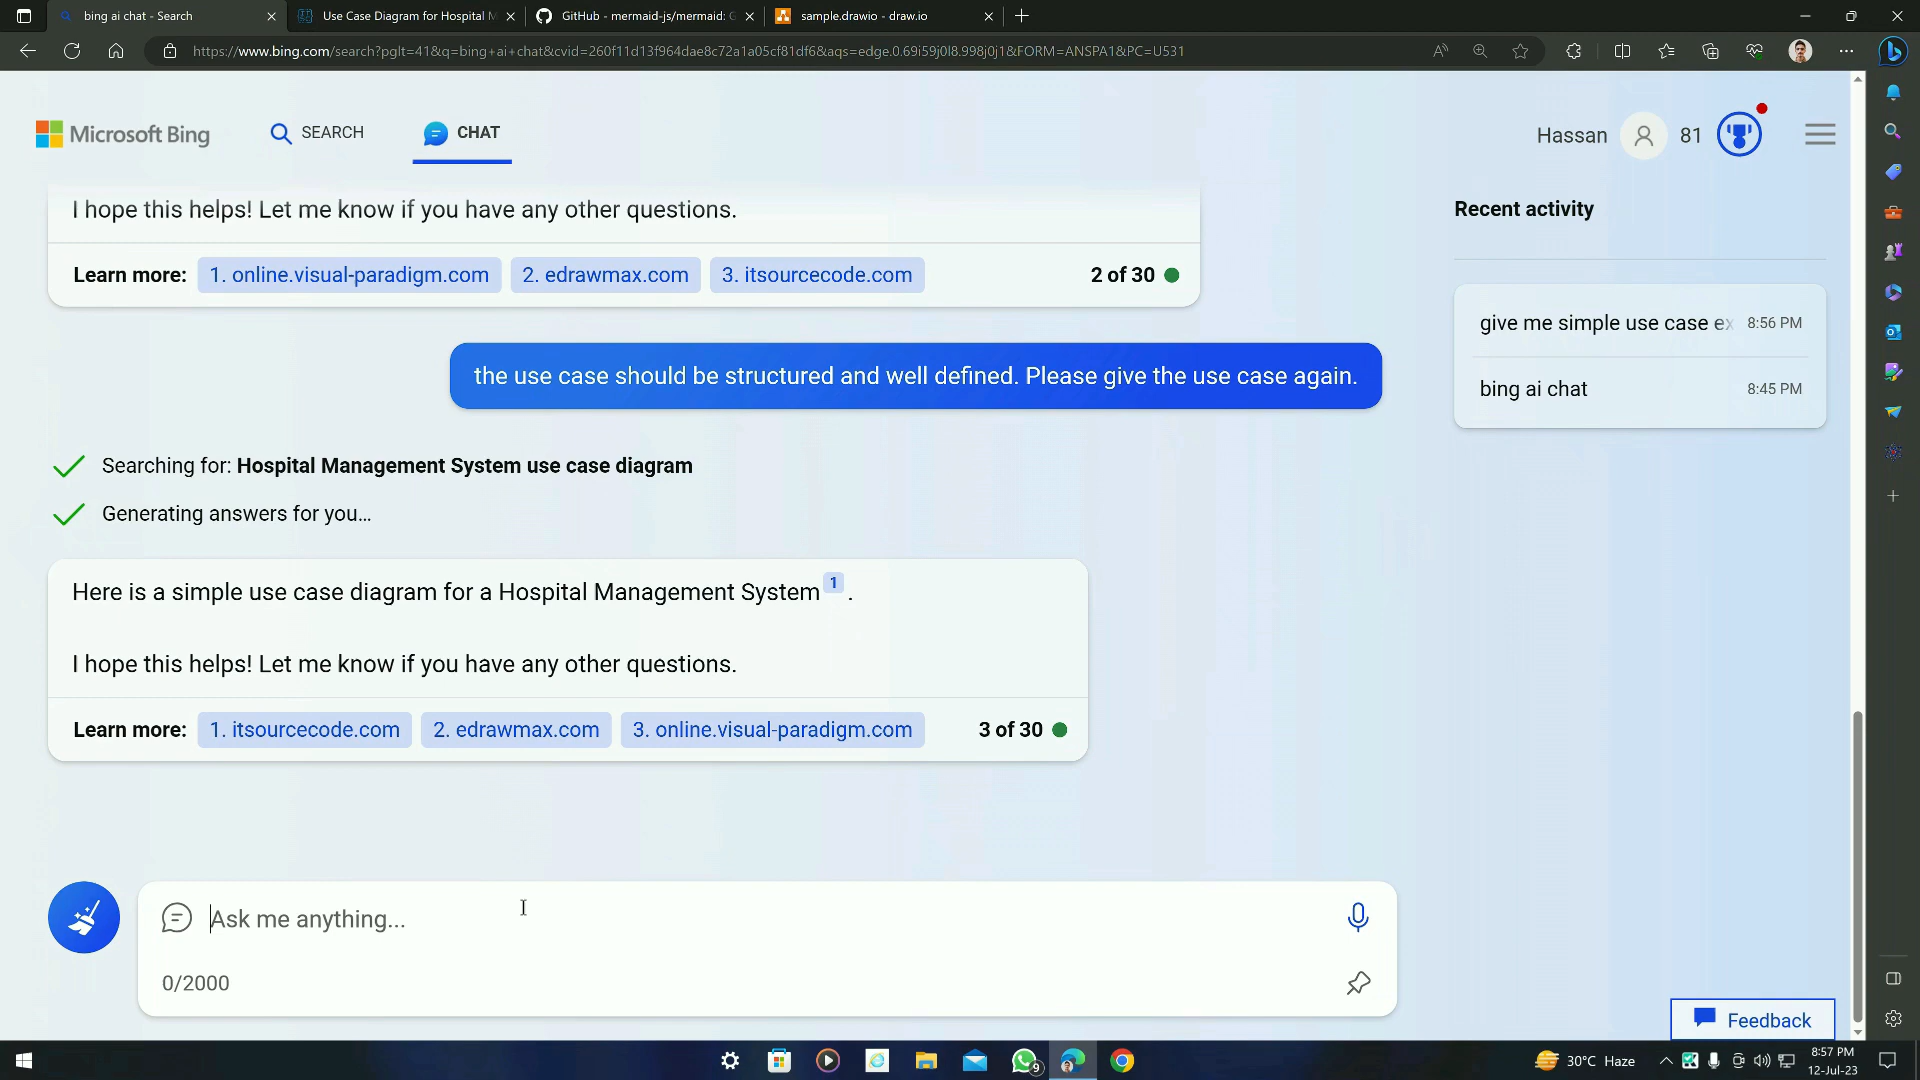 bing ai chat - Search
Use Case Diagram for Hospital M
GitHub - mermaid-js/mermaid: G
sample.drawio - draw.io
https://www.bing.com/search?pglt=41&q=bing+ai+chat&cvid=260f11d13f964dae8c72a1a05cf81df6&aqs=edge.0.69i59j0l8.998j0j1&FORM=ANSPA1&PC=U531
Microsoft Bing
SEARCH
CHAT
Hassan
81
I hope this helps! Let me know if you have any other questions.
Learn more: 1. online.visual-paradigm.com 2. edrawmax.com 3. itsourcecode.com 2 of 30
the use case should be structured and well defined. Please give the use case again.
Searching for: Hospital Management System use case diagram
Generating answers for you...
Here is a simple use case diagram for a Hospital Management System 1 .
I hope this helps! Let me know if you have any other questions.
Learn more: 1. itsourcecode.com 2. edrawmax.com 3. online.visual-paradigm.com 3 of 30
Recent activity
give me simple use case ex 8:56 PM
bing ai chat 8:45 PM
Ask me anything...
0/2000
Feedback
9
30°C Haze
8:57 PM
12-Jul-23